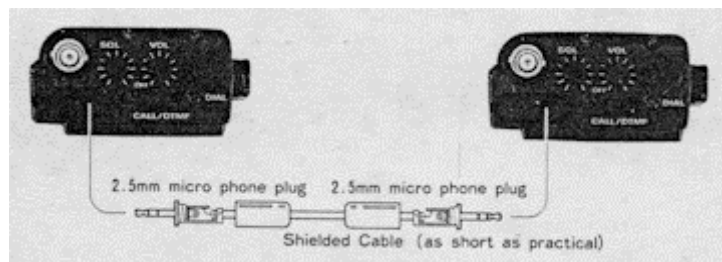 SQL VOL
OFF
DIAL
CALL/DTMF
SQL VOL
OFF
DIAL
CALL/DTMF
2.5mm micro phone plug 2.5mm micro phone plug
Shielded Cable (as short as practical)